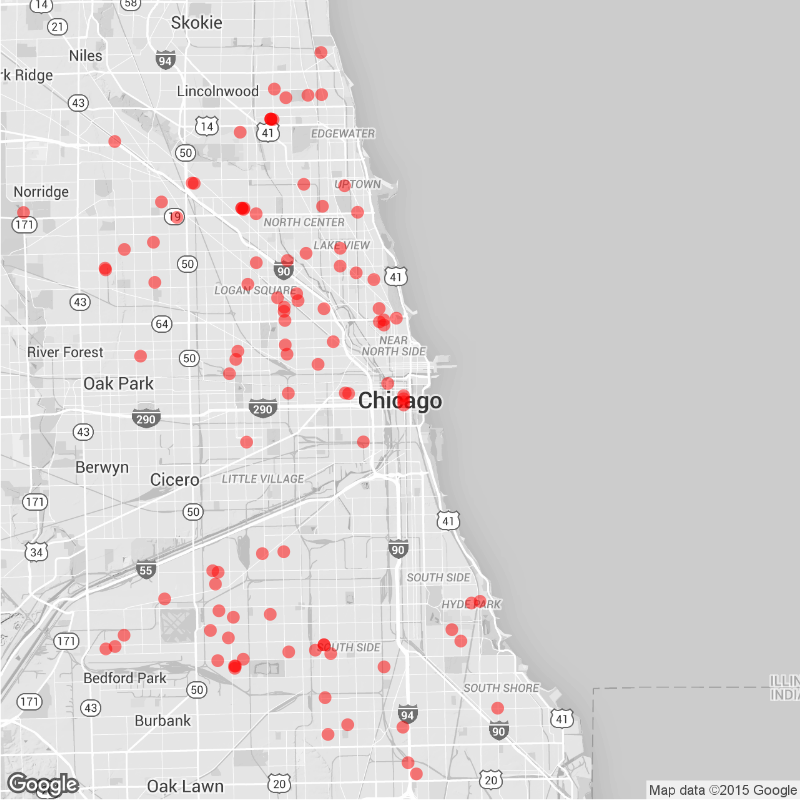 14
58
Skokie
21
Niles
94
rk Ridge
Lincolnwood
43
14
41
EDGEWATER
50
Norridge
UPTOWN
19
171
NORTH CENTER
LAKE VIEW
50
90
41
LOGAN SQUARE
43
64
NEAR
NORTH SIDE
River Forest
50
Oak Park
Chicago
290
290
43
Berwyn
Cicero
LITTLE VILLAGE
171
50
41
34
90
55
SOUTH SIDE
HYDE PARK
171
UTH SIDE
Bedford Park
50
SOUTH SHORE
ILLIN
INDIA
171
43
Burbank
94
41
90
Oak Lawn
20
20
Google
Map data ©2015 Google